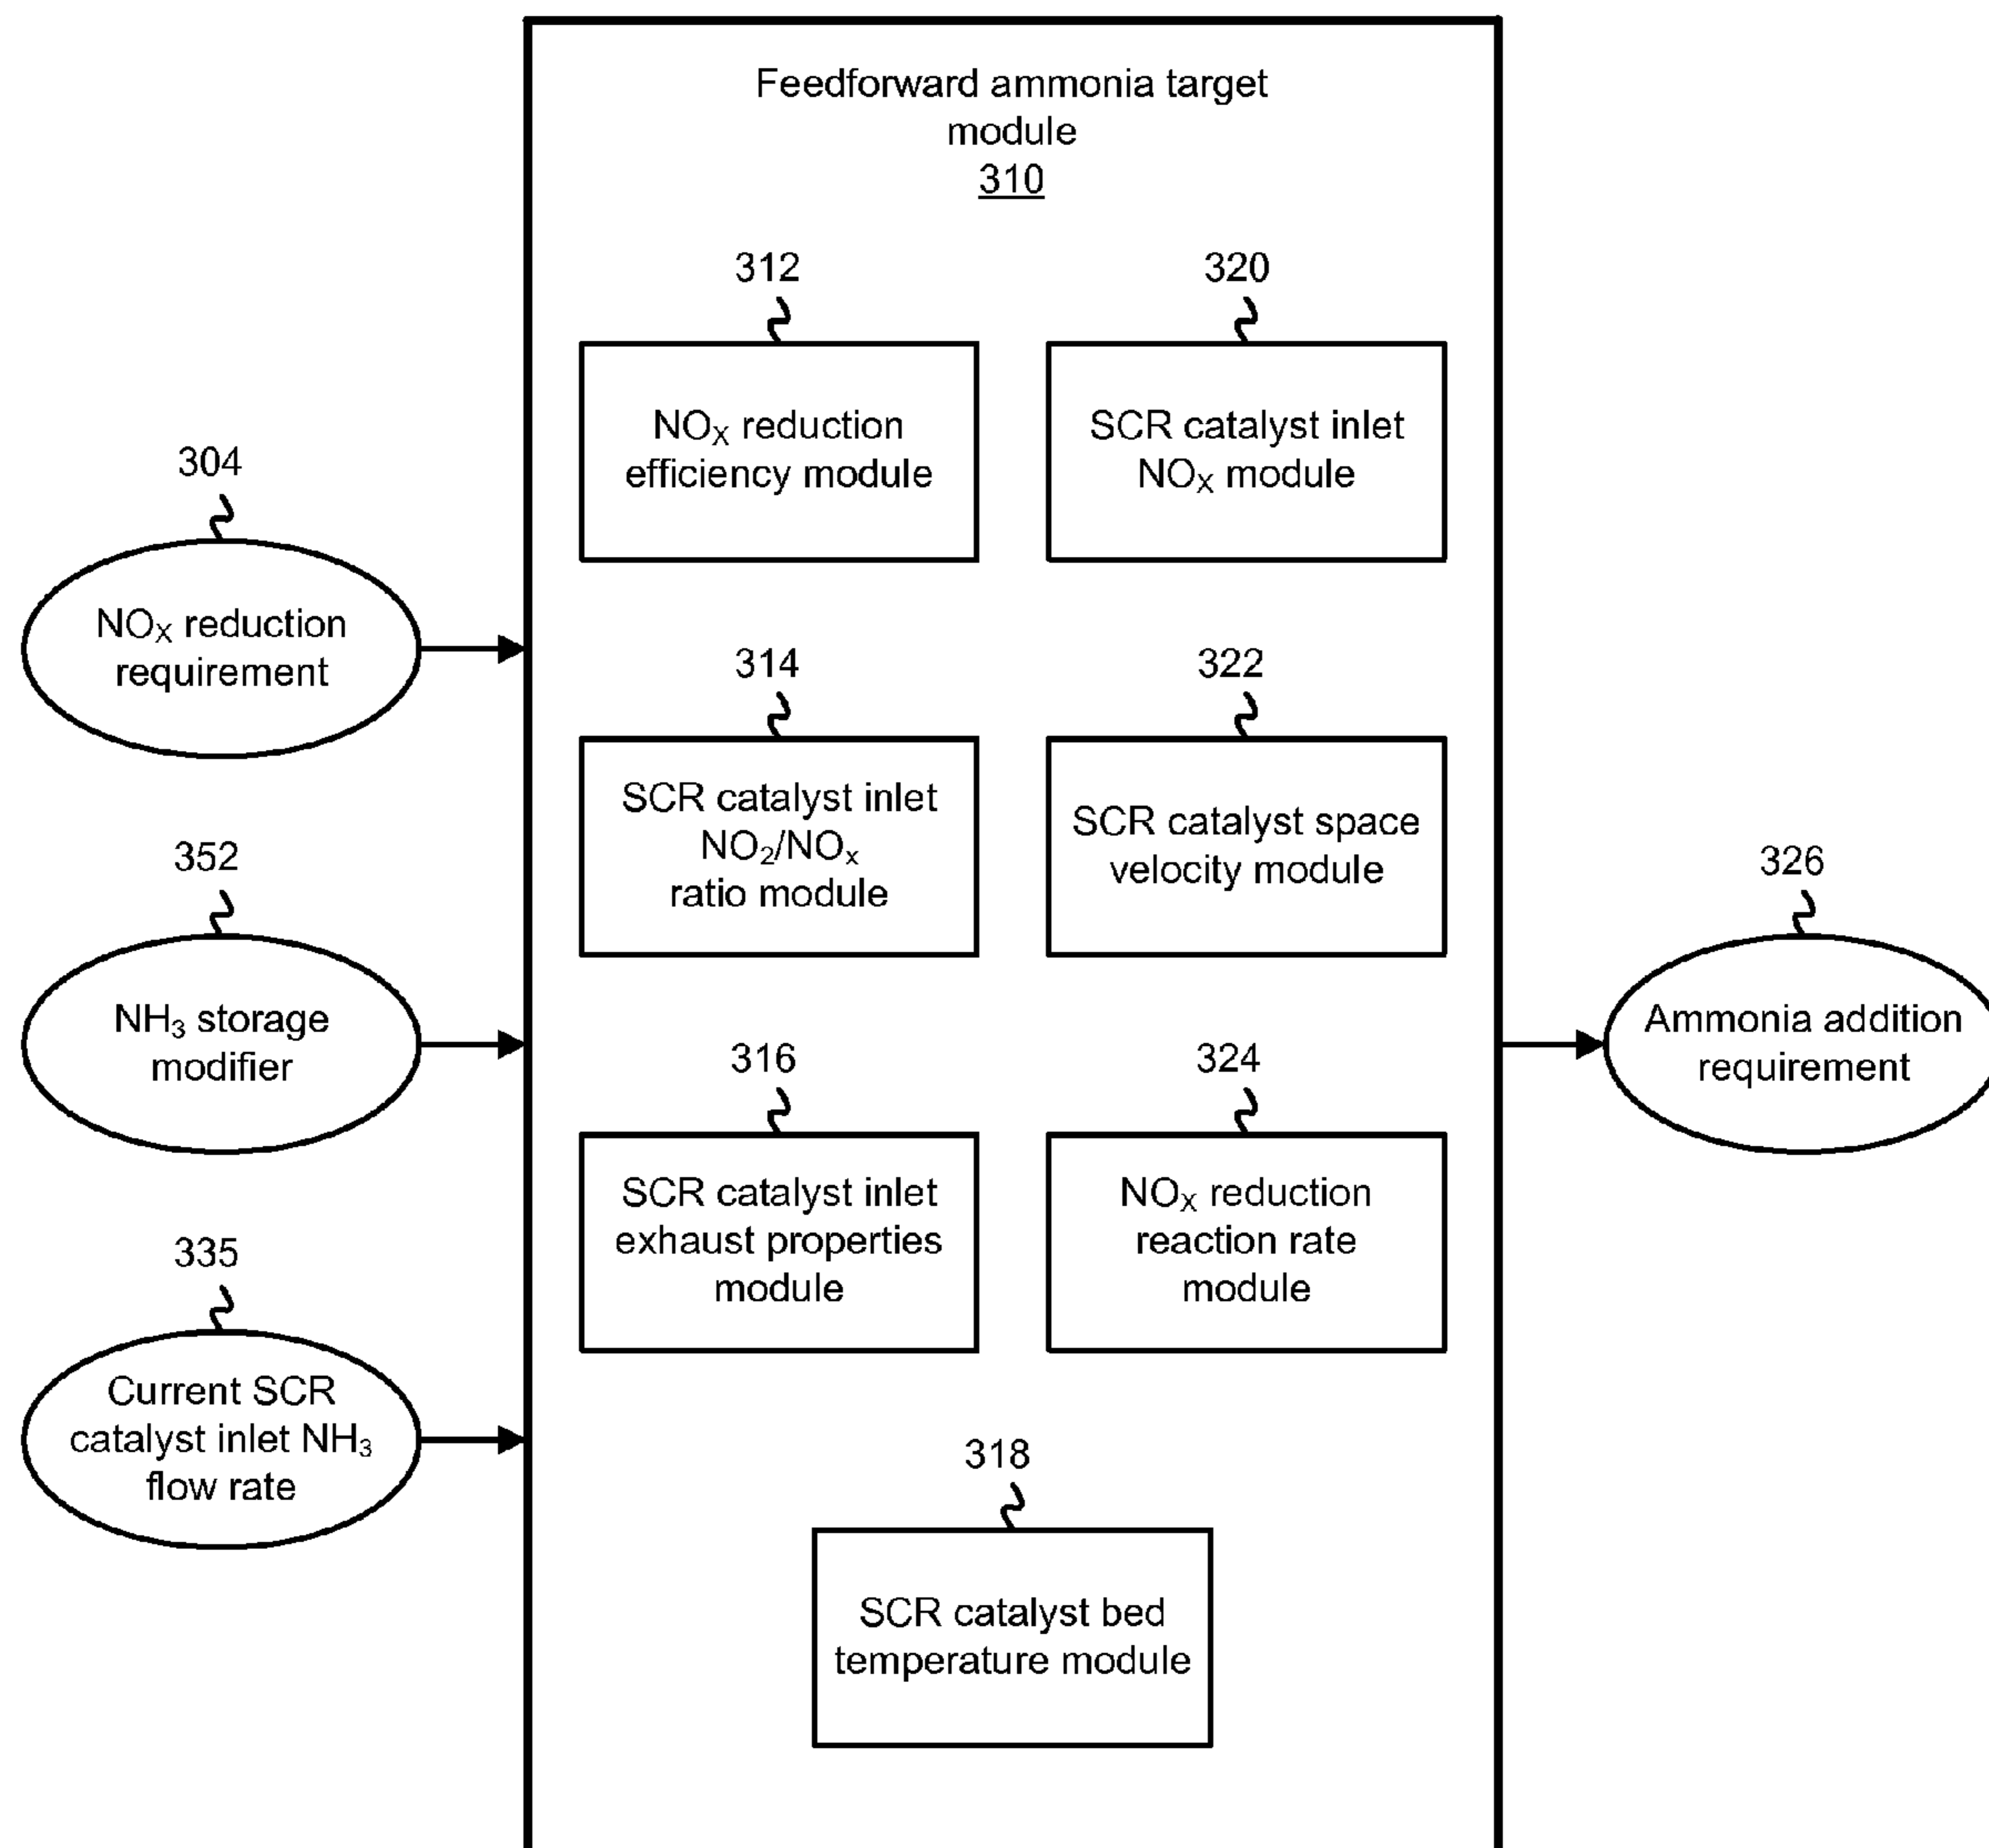 Feedforward ammonia target
module
310
312
NOX reduction
efficiency module
320
SCR catalyst inlet
NOX module
304
NOX reduction
requirement
314
SCR catalyst inlet
NO2/NOx
ratio module
322
SCR catalyst space
velocity module
352
NH3 storage
modifier
326
Ammonia addition
requirement
316
SCR catalyst inlet
exhaust properties
module
324
NOX reduction
reaction rate
module
335
Current SCR
catalyst inlet NH3
flow rate
318
SCR catalyst bed
temperature module